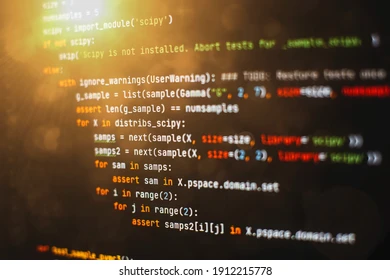 size = 7
numsamples = 5
scipy = import_module('scipy')
if not scipy:
skip('Scipy is not installed. Abort tests for _sample_scipy.')
else:
with ignore_warnings(UserWarning): ### TODO: Restore tests once
g_sample = list(sample(Gamma("G", 2, 7), size=
assert len(g_sample) == numsamples
for X in distribs_scipy:
samps = next(sample(X, size=size, library='scipy'))
samps2 = next(sample(X, size=(2, 2), library='scipy'))
for sam in samps:
assert sam in X.pspace.domain.set
for i in range(2):
for j in range(2):
assert samps2[i][j] in X.pspace.domain.set
shutterstock.com · 1912215778